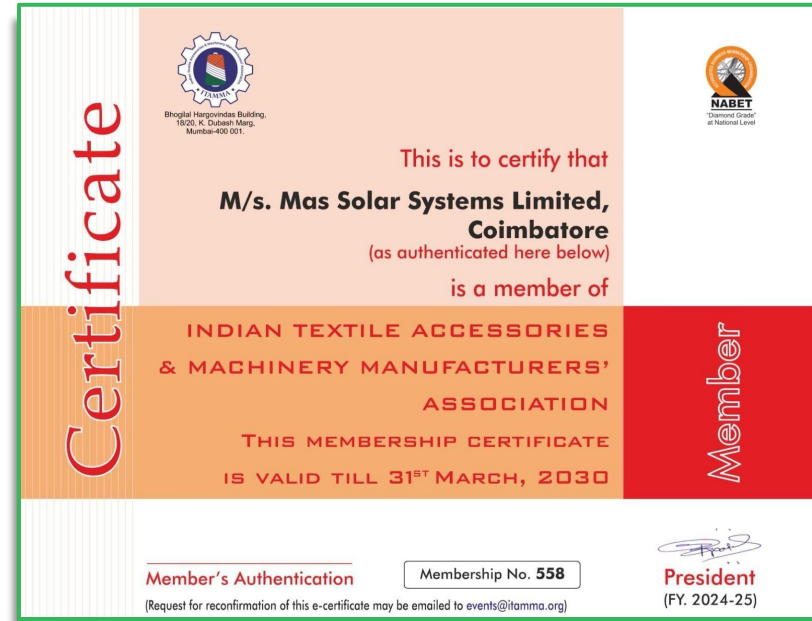 Certificate
ITAMMA
Bhogilal Hargovindas Building,
18/20, K. Dubash Marg,
Mumbai-400 001.
NABET
"Diamond Grade"
at National Level
This is to certify that
M/s. Mas Solar Systems Limited,
Coimbatore
(as authenticated here below)
is a member of
INDIAN TEXTILE ACCESSORIES
& MACHINERY MANUFACTURERS'
ASSOCIATION
THIS MEMBERSHIP CERTIFICATE
IS VALID TILL 31ST MARCH, 2030
Member
Member's Authentication
Membership No. 558
President
(FY. 2024-25)
(Request for reconfirmation of this e-certificate may be emailed to events@itamma.org)